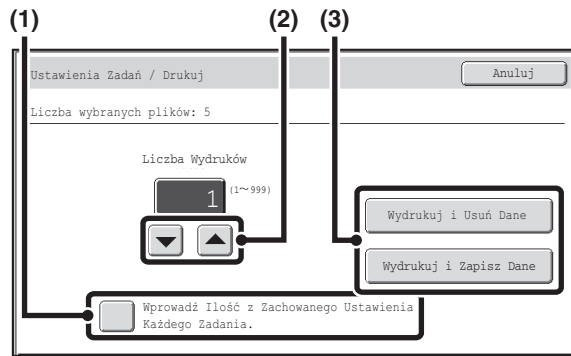 (1) (2) (3)
Ustawienia Zadań / Drukuj
Anuluj
Liczba wybranych plików: 5
Liczba Wydruków
1
(1~999)
Wydrukuj i Usuń Dane
Wydrukuj i Zapisz Dane
Wprowadź Ilość z Zachowanego Ustawienia
Każdego Zadania.